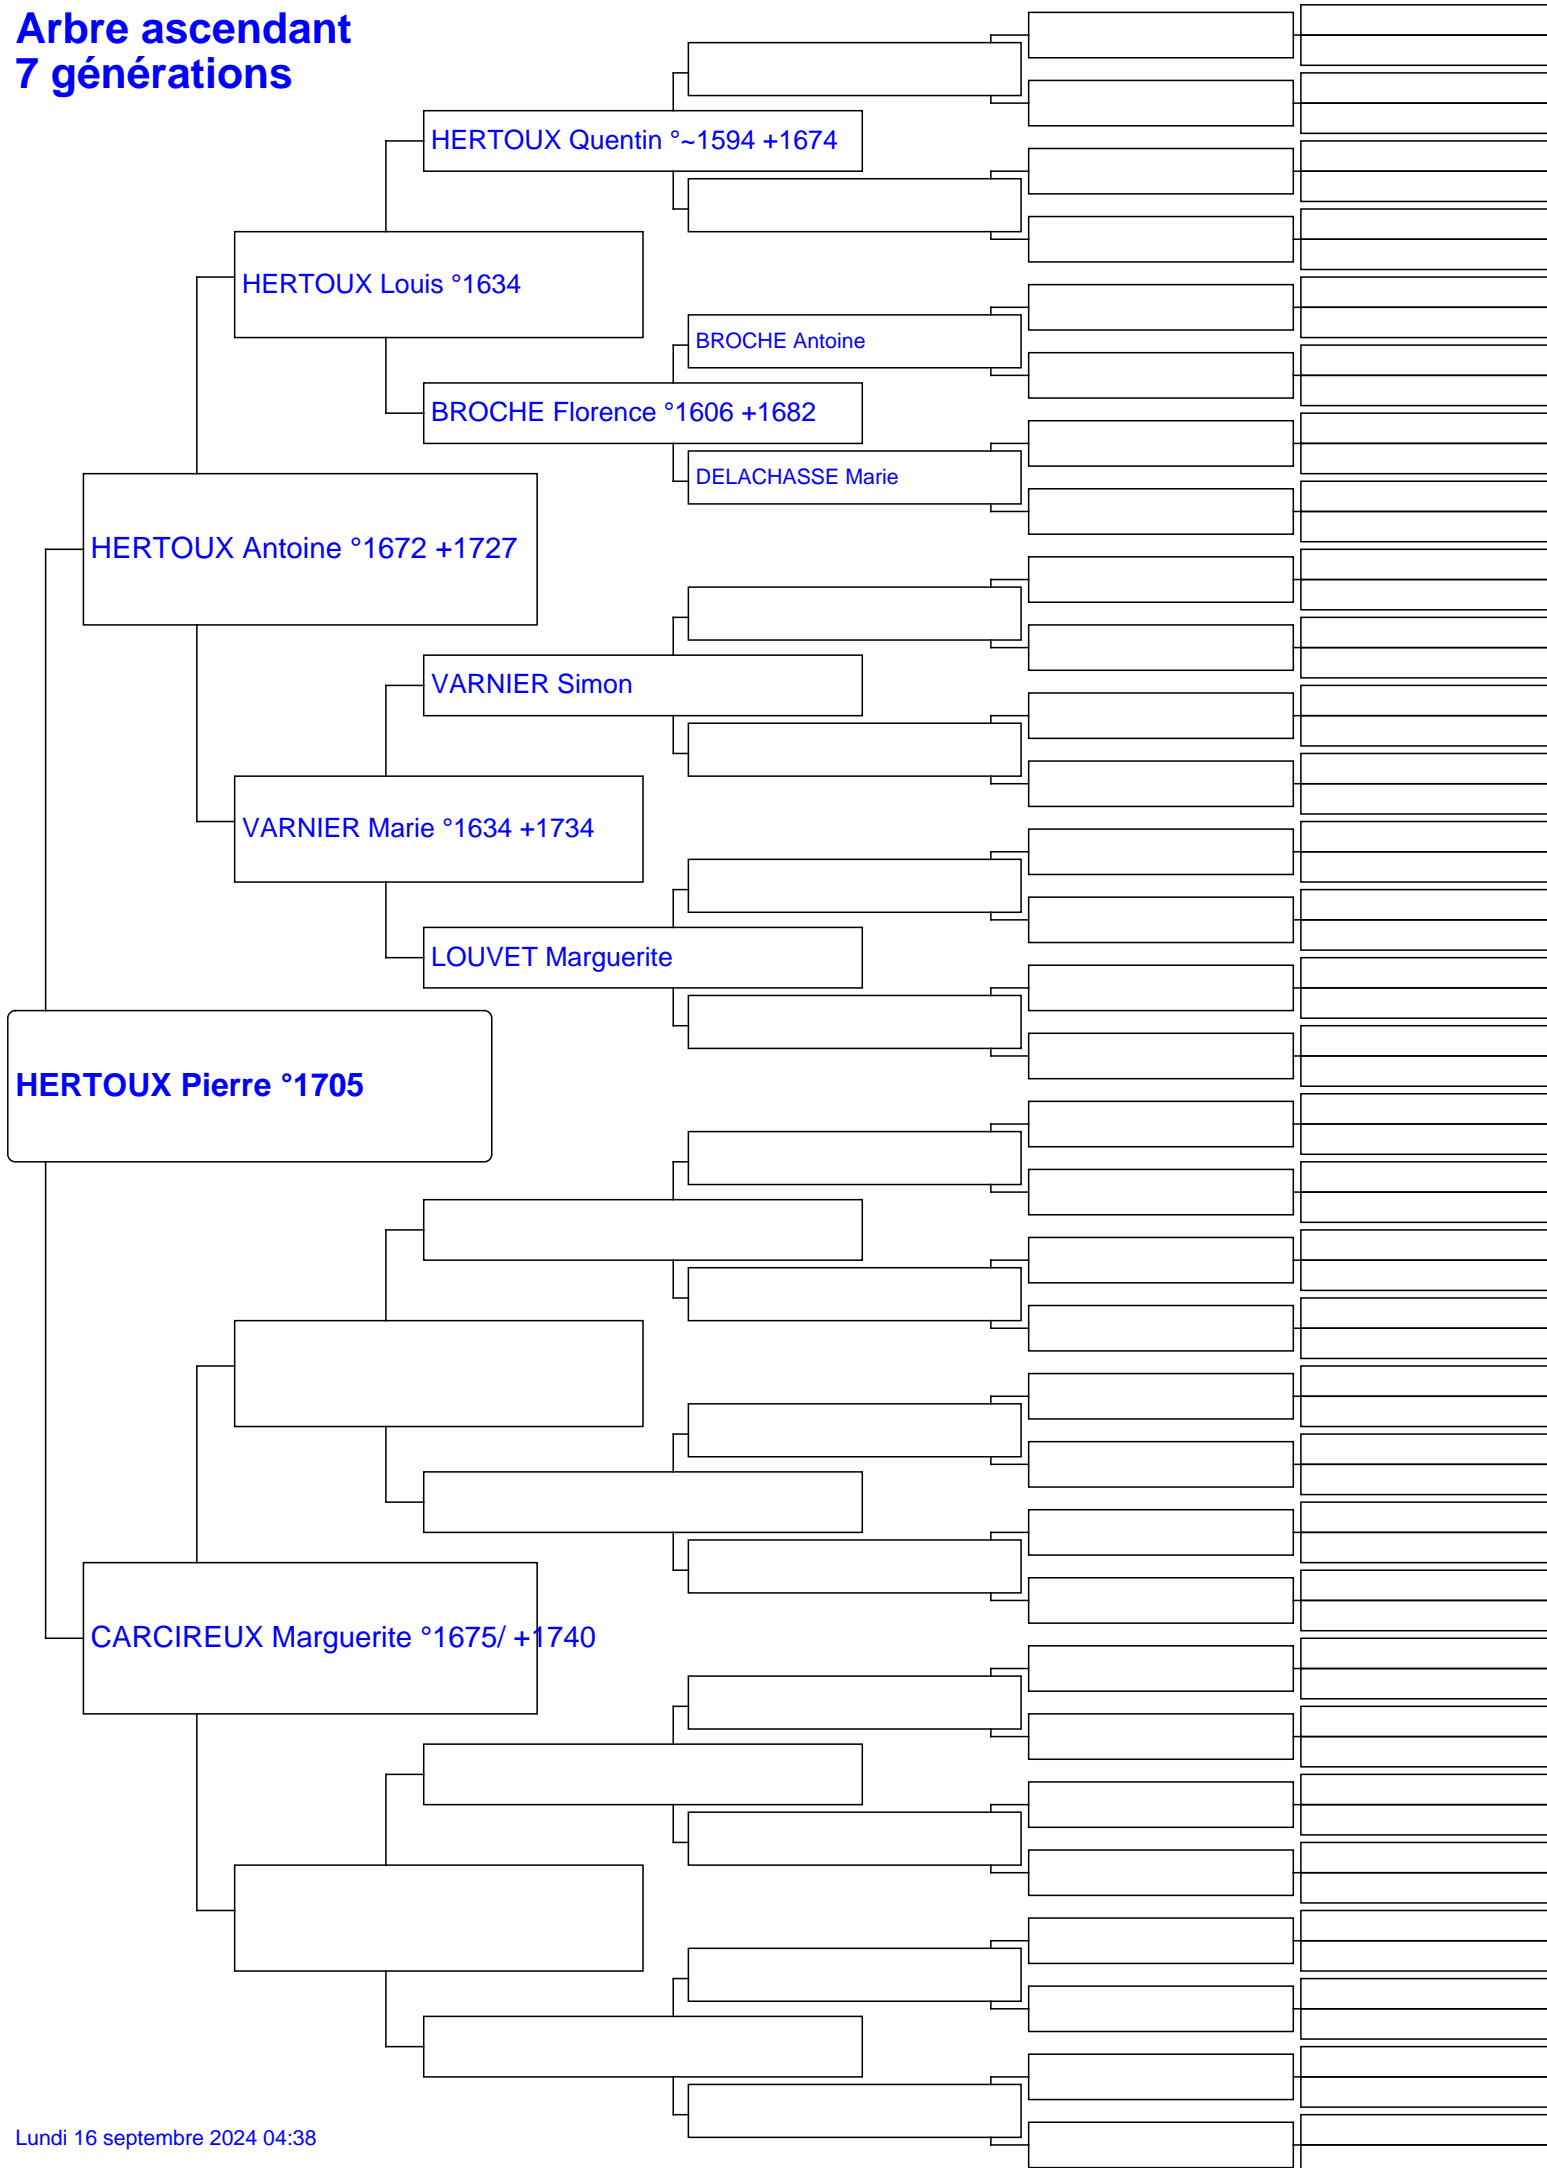 Arbre ascendant
7 générations
HERTOUX Quentin °~1594 +1674
HERTOUX Louis °1634
BROCHE Antoine
BROCHE Florence °1606 +1682
DELACHASSE Marie
HERTOUX Antoine °1672 +1727
VARNIER Simon
VARNIER Marie °1634 +1734
LOUVET Marguerite
HERTOUX Pierre °1705
CARCIREUX Marguerite °1675/ +1740
Lundi 16 septembre 2024 04:38